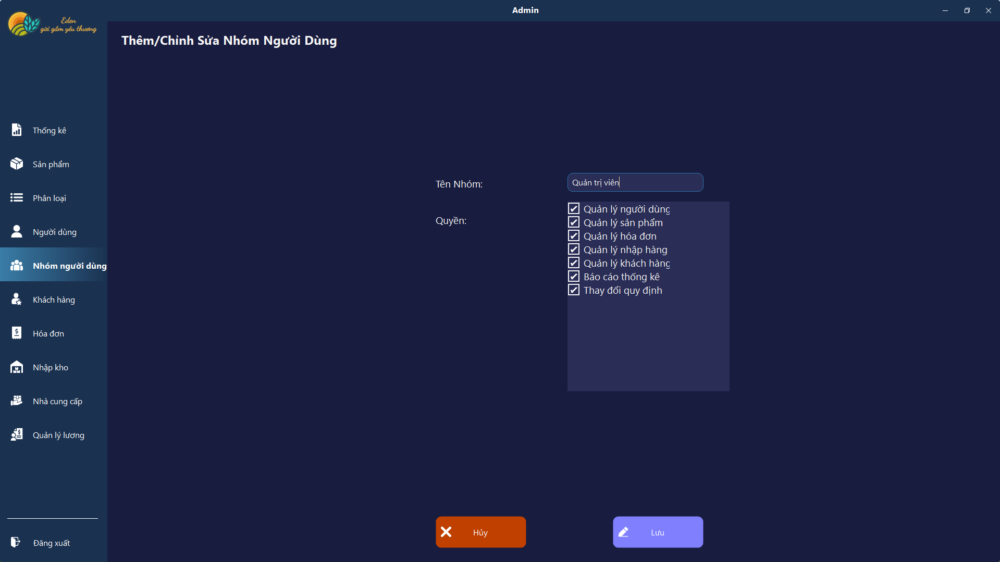 Admin
Eden
gửi gắm yêu thương
Thêm/Chỉnh Sửa Nhóm Người Dùng
Thống kê
Sản phẩm
Phân loại
Người dùng
Nhóm người dùng
Khách hàng
Hóa đơn
Nhập kho
Nhà cung cấp
Quản lý lương
Đăng xuất
Tên Nhóm:
Quản trị viên
Quyền:
Quản lý người dùng
Quản lý sản phẩm
Quản lý hóa đơn
Quản lý nhập hàng
Quản lý khách hàng
Báo cáo thống kê
Thay đổi quy định
Hủy
Lưu